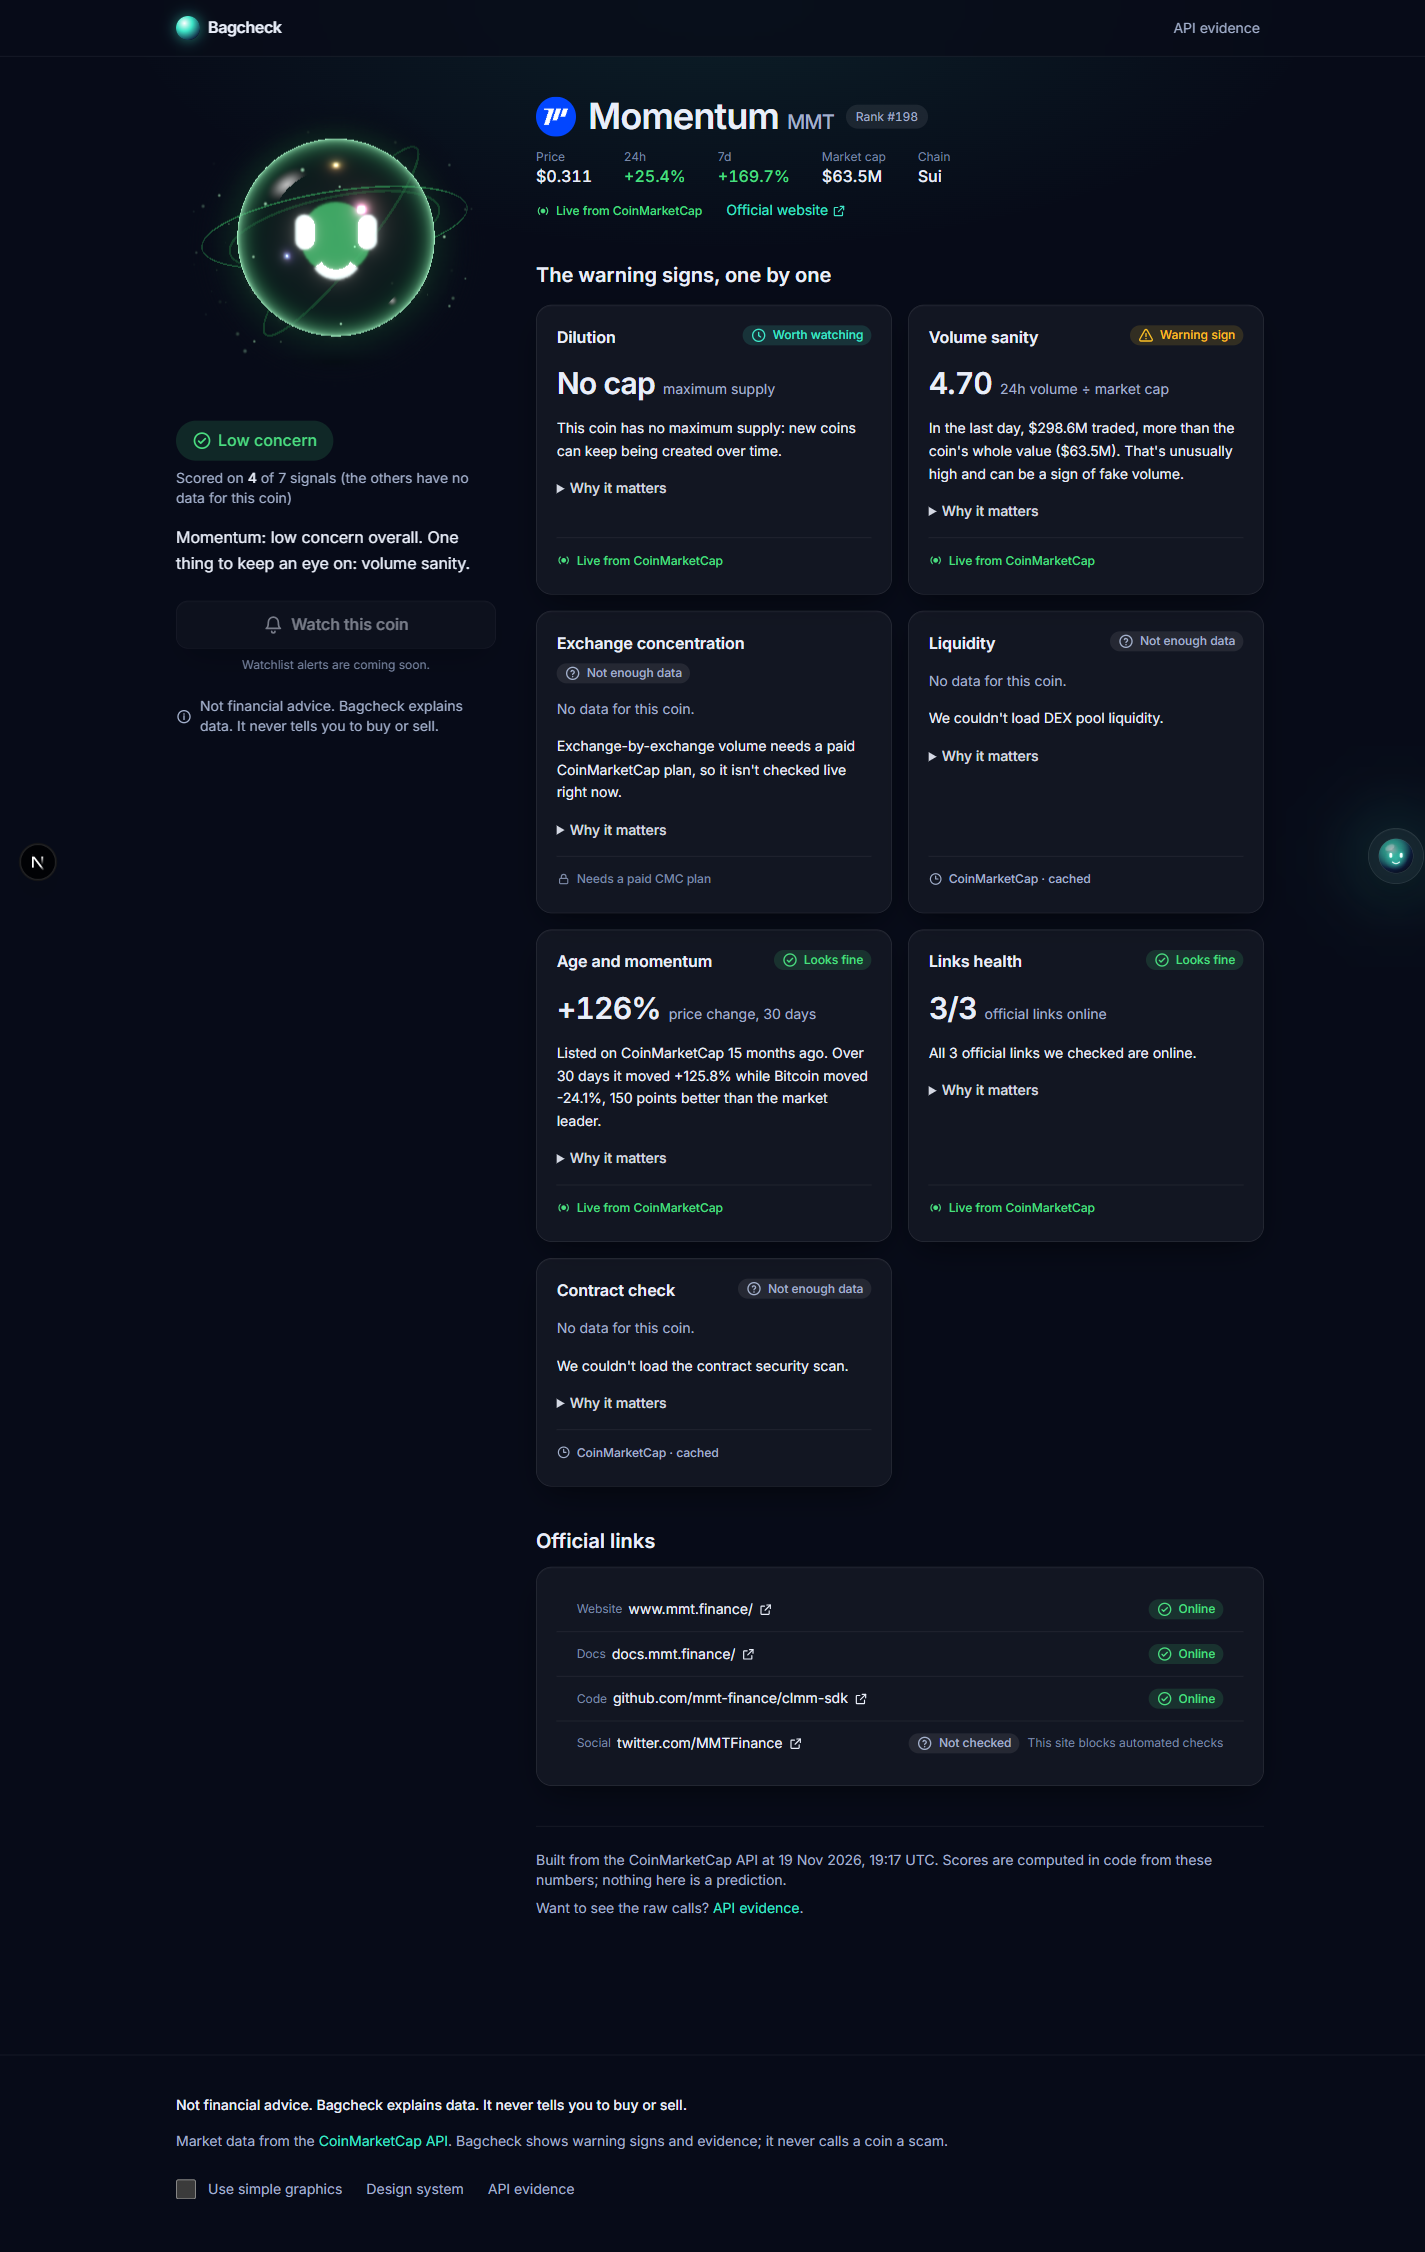 Bagcheck
API evidence
Momentum MMT Rank #198
Price 24h 7d Market cap Chain
$0.311 +25.4% +169.7% $63.5M Sui
Live from CoinMarketCap Official website
Low concern
Scored on 4 of 7 signals (the others have no
data for this coin)
Momentum: low concern overall. One
thing to keep an eye on: volume sanity.
Watch this coin
Watchlist alerts are coming soon.
Not financial advice. Bagcheck explains
data. It never tells you to buy or sell.
The warning signs, one by one
Dilution Worth watching
No cap maximum supply
This coin has no maximum supply: new coins
can keep being created over time.
Why it matters
Live from CoinMarketCap
Volume sanity Warning sign
4.70 24h volume ÷ market cap
In the last day, $298.6M traded, more than the
coin's whole value ($63.5M). That's unusually
high and can be a sign of fake volume.
Why it matters
Live from CoinMarketCap
Exchange concentration
Not enough data
No data for this coin.
Exchange-by-exchange volume needs a paid
CoinMarketCap plan, so it isn't checked live
right now.
Why it matters
Needs a paid CMC plan
Liquidity Not enough data
No data for this coin.
We couldn't load DEX pool liquidity.
Why it matters
CoinMarketCap · cached
Age and momentum Looks fine
+126% price change, 30 days
Listed on CoinMarketCap 15 months ago. Over
30 days it moved +125.8% while Bitcoin moved
-24.1%, 150 points better than the market
leader.
Why it matters
Live from CoinMarketCap
Links health Looks fine
3/3 official links online
All 3 official links we checked are online.
Why it matters
Live from CoinMarketCap
Contract check Not enough data
No data for this coin.
We couldn't load the contract security scan.
Why it matters
CoinMarketCap · cached
Official links
Website www.mmt.finance/ Online
Docs docs.mmt.finance/ Online
Code github.com/mmt-finance/clmm-sdk Online
Social twitter.com/MMTFinance Not checked This site blocks automated checks
Built from the CoinMarketCap API at 19 Nov 2026, 19:17 UTC. Scores are computed in code from these
numbers; nothing here is a prediction.
Want to see the raw calls? API evidence.
N
Not financial advice. Bagcheck explains data. It never tells you to buy or sell.
Market data from the CoinMarketCap API. Bagcheck shows warning signs and evidence; it never calls a coin a scam.
Use simple graphics Design system API evidence